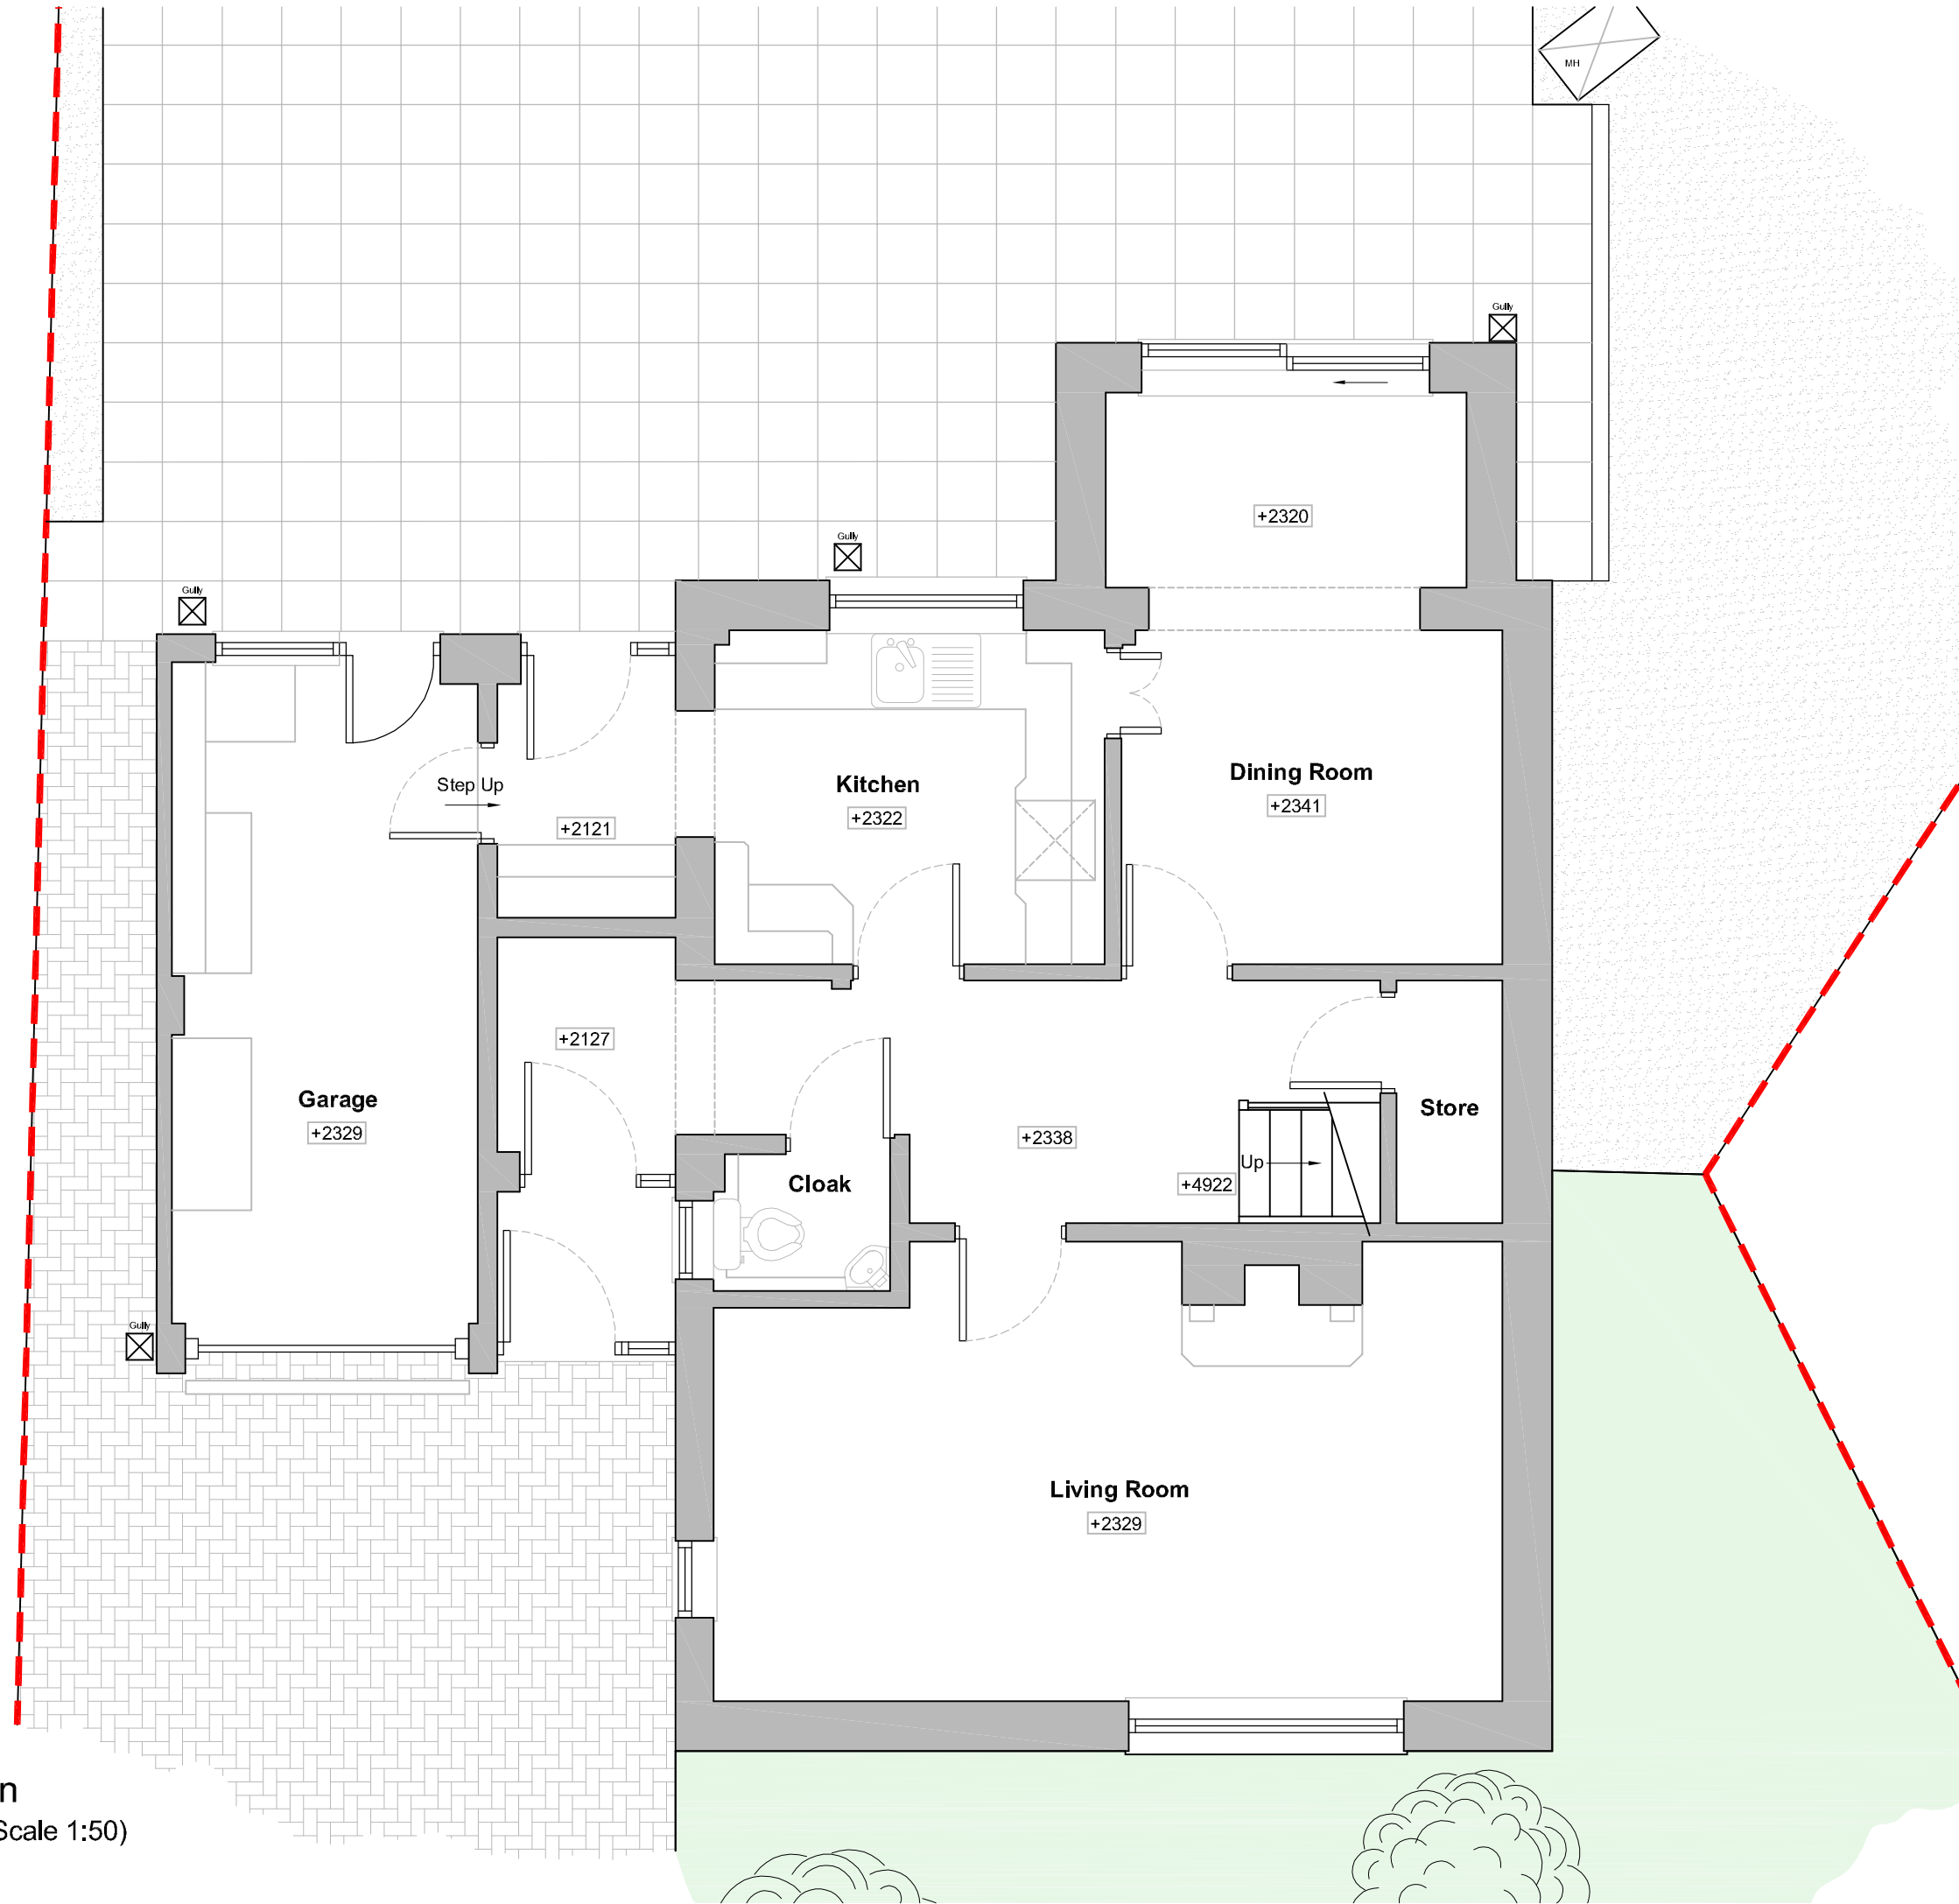 MH
Gully
+2320
Gully
Gully
Step Up
Kitchen
+2322
Dining Room
+2341
+2121
+2127
Garage
+2329
Store
+2338
Up
Cloak
+4922
Gully
Living Room
+2329
n
Scale 1:50)